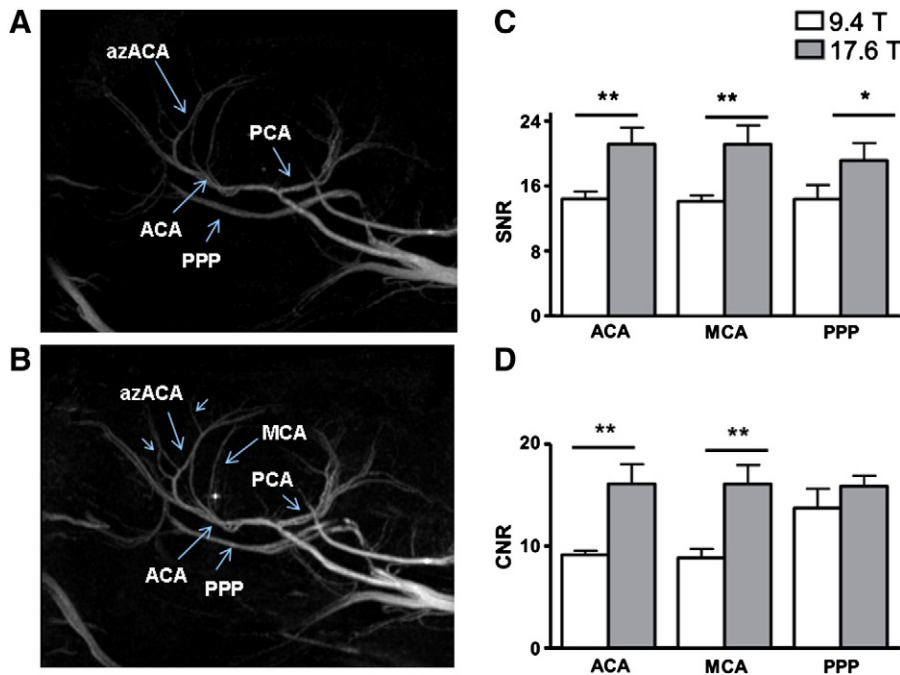 A
azACA
PCA
ACA
PPP
B
azACA
MCA
PCA
ACA
PPP
C
9.4 T
17.6 T
** ** *
24
16
8
0
SNR
ACA MCA PPP
D
** **
20
10
0
CNR
ACA MCA PPP